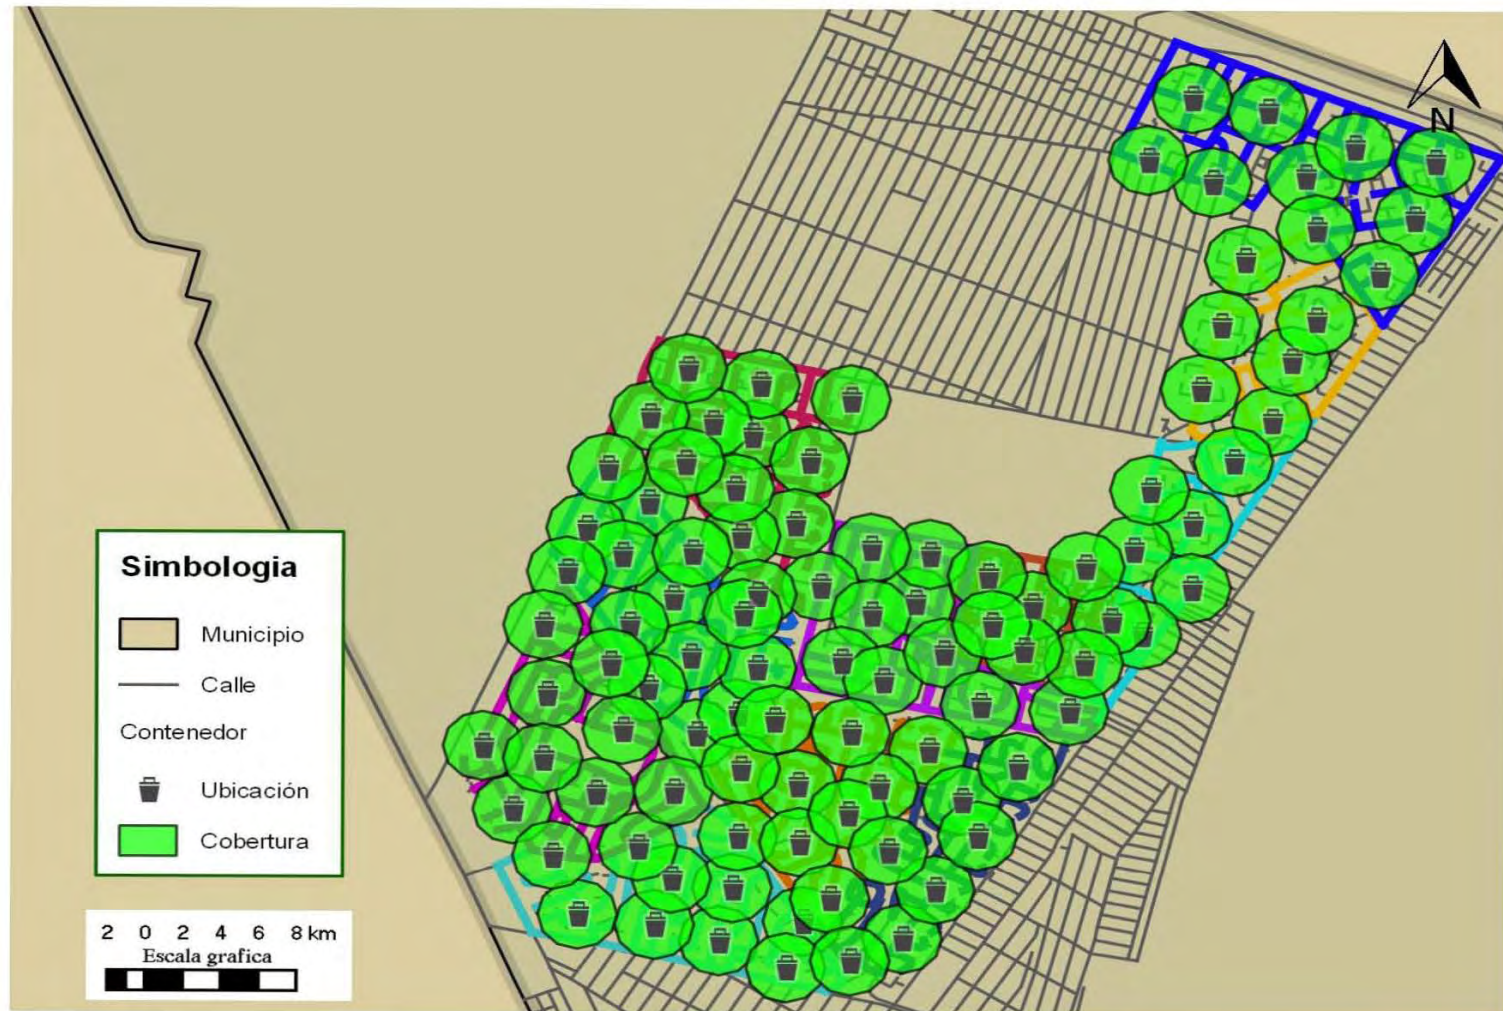 N
Simbologia
Municipio
Calle
Contenedor
Ubicación
Cobertura
2 0 2 4 6 8 km
Escala grafica